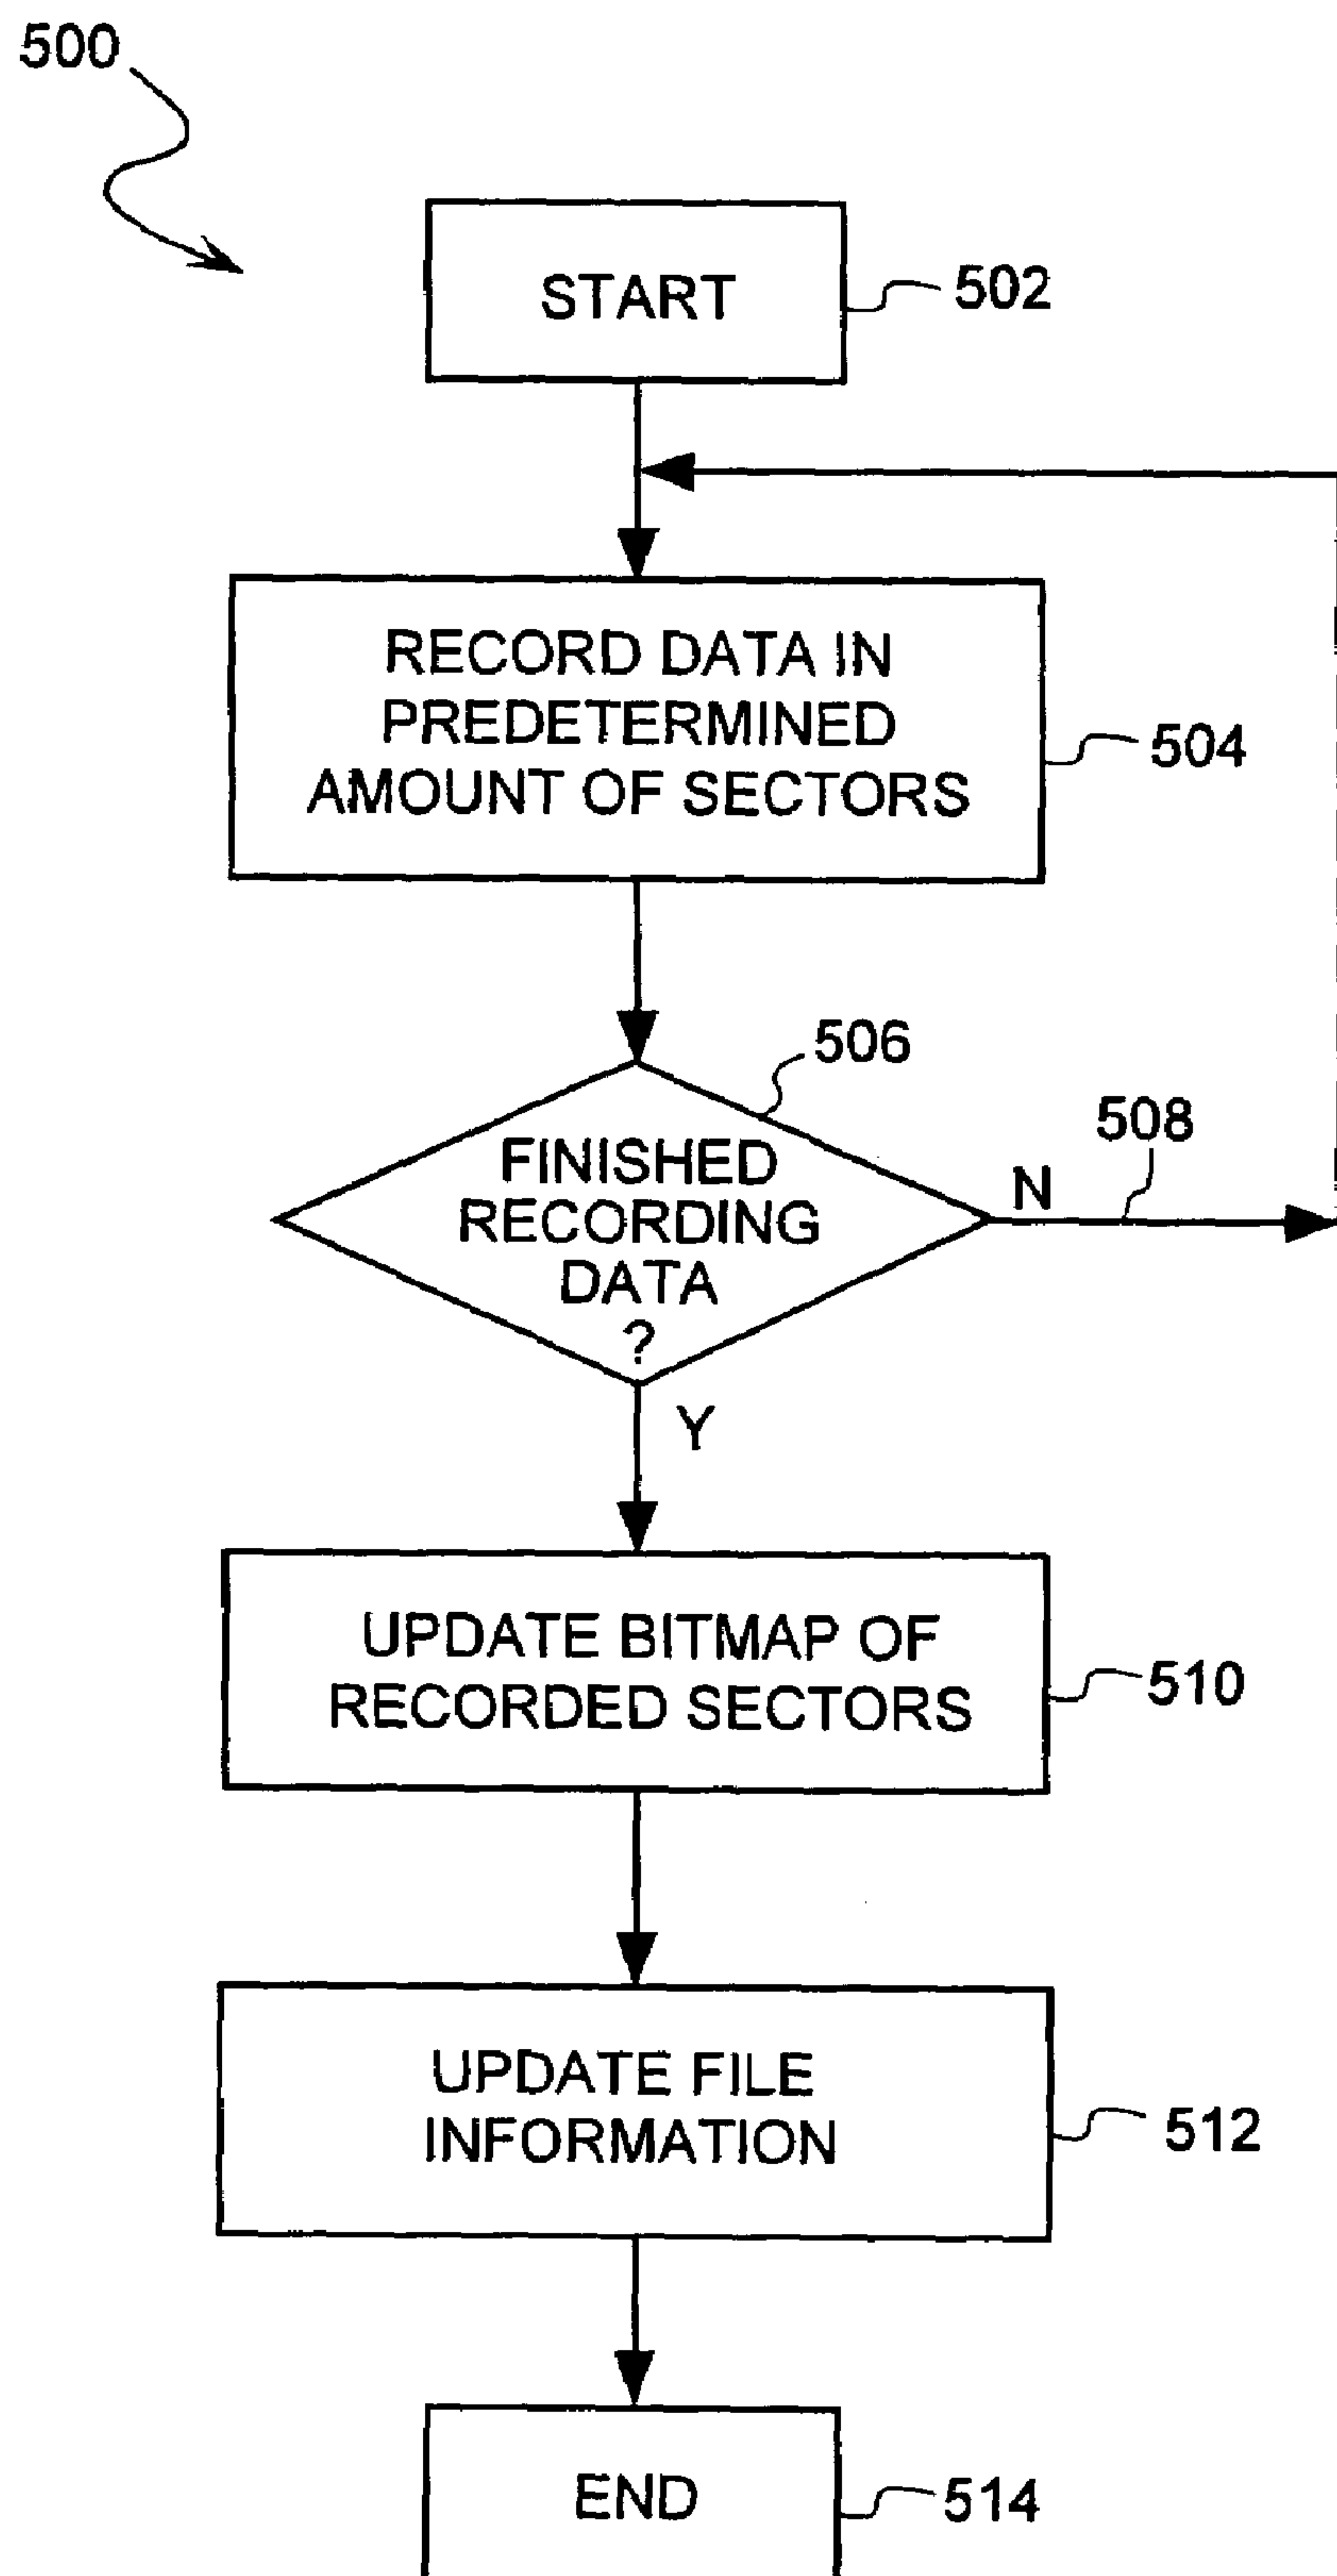 500
START
502
RECORD DATA IN
PREDETERMINED
AMOUNT OF SECTORS
504
506
FINISHED
RECORDING
DATA
?
N
508
Y
UPDATE BITMAP OF
RECORDED SECTORS
510
UPDATE FILE
INFORMATION
512
END
514